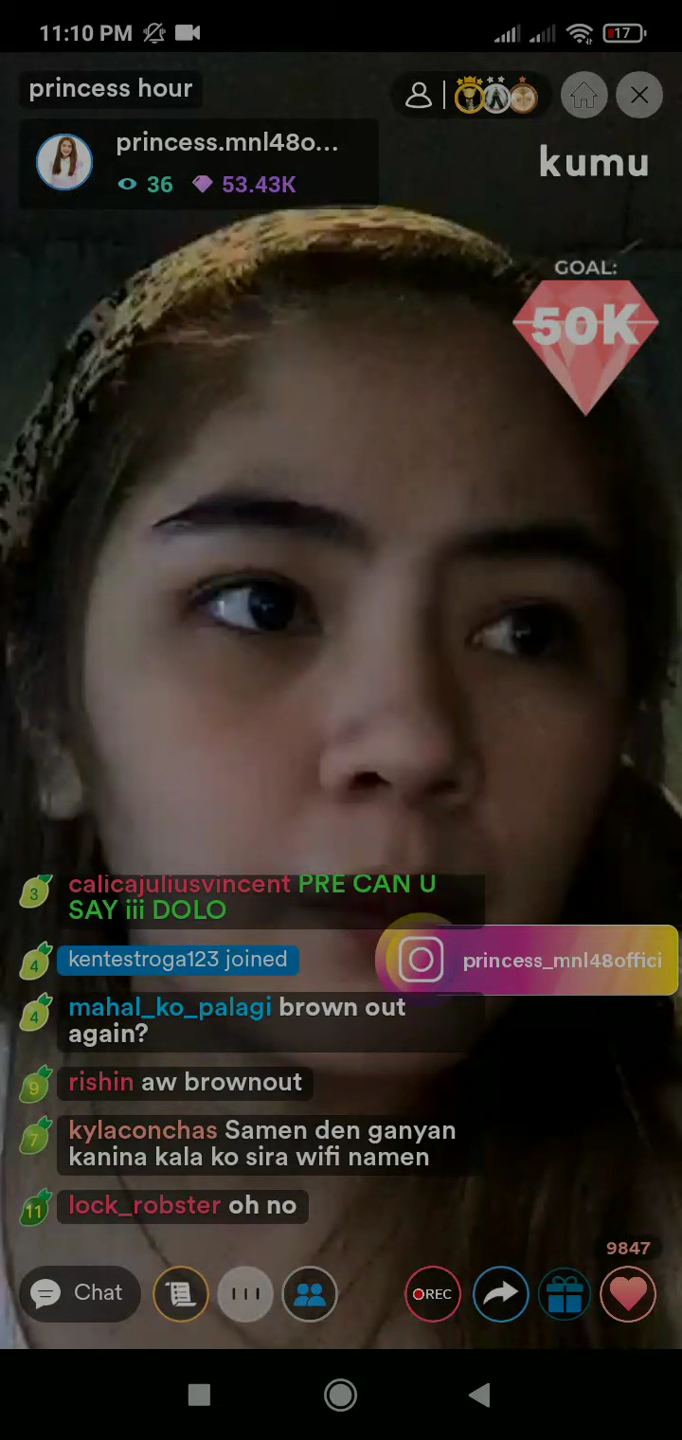 11:10 PM
17
princess hour
princess.mnl48o...
36 53.43K
kumu
GOAL:
50K
3 calicajuliusvincent PRE CAN U
SAY iii DOLO
4 kentestroga123 joined
princess_mnl48offici
4 mahal_ko_palagi brown out
again?
9 rishin aw brownout
7 kylaconchas Samen den ganyan
kanina kala ko sira wifi namen
11 lock_robster oh no
9847
Chat
REC